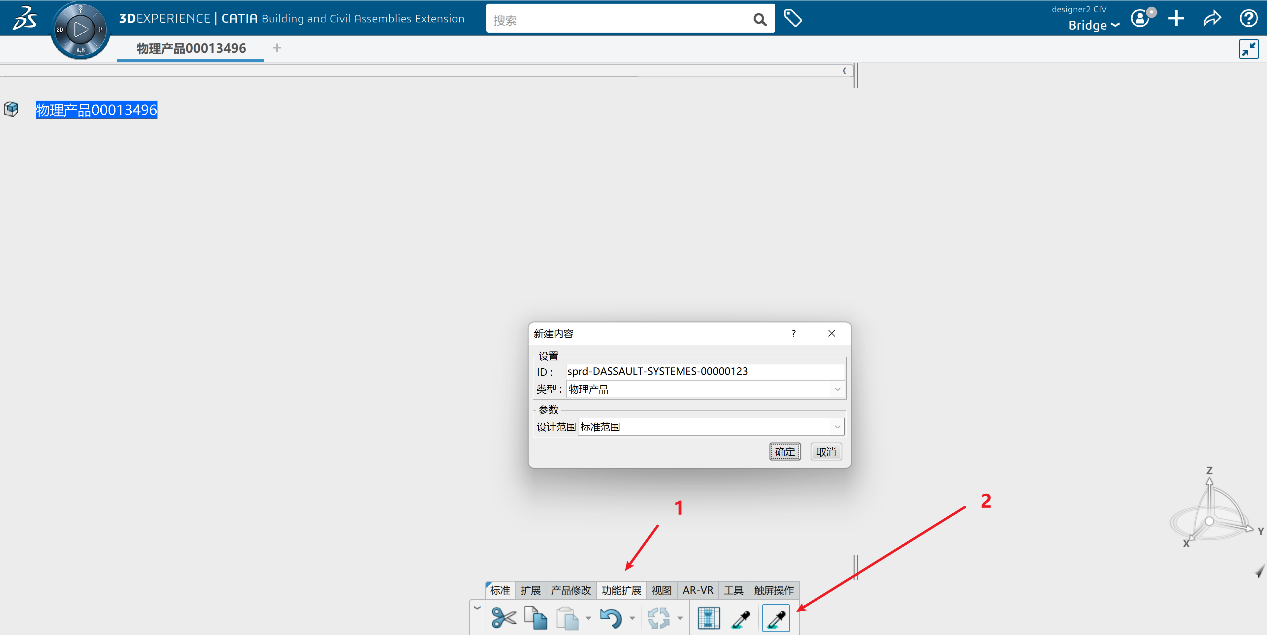 3DEXPERIENCE | CATIA Building and Civil Assemblies Extension
搜索
designer2 CIV
Bridge
物理产品00013496
物理产品00013496
新建内容
设置
ID： sprd-DASSAULT-SYSTEMES-00000123
类型： 物理产品
参数
设计范围 标准范围
确定 取消
1
2
Z
Y
X
标准 扩展 产品修改 功能扩展 视图 AR-VR 工具 触屏操作